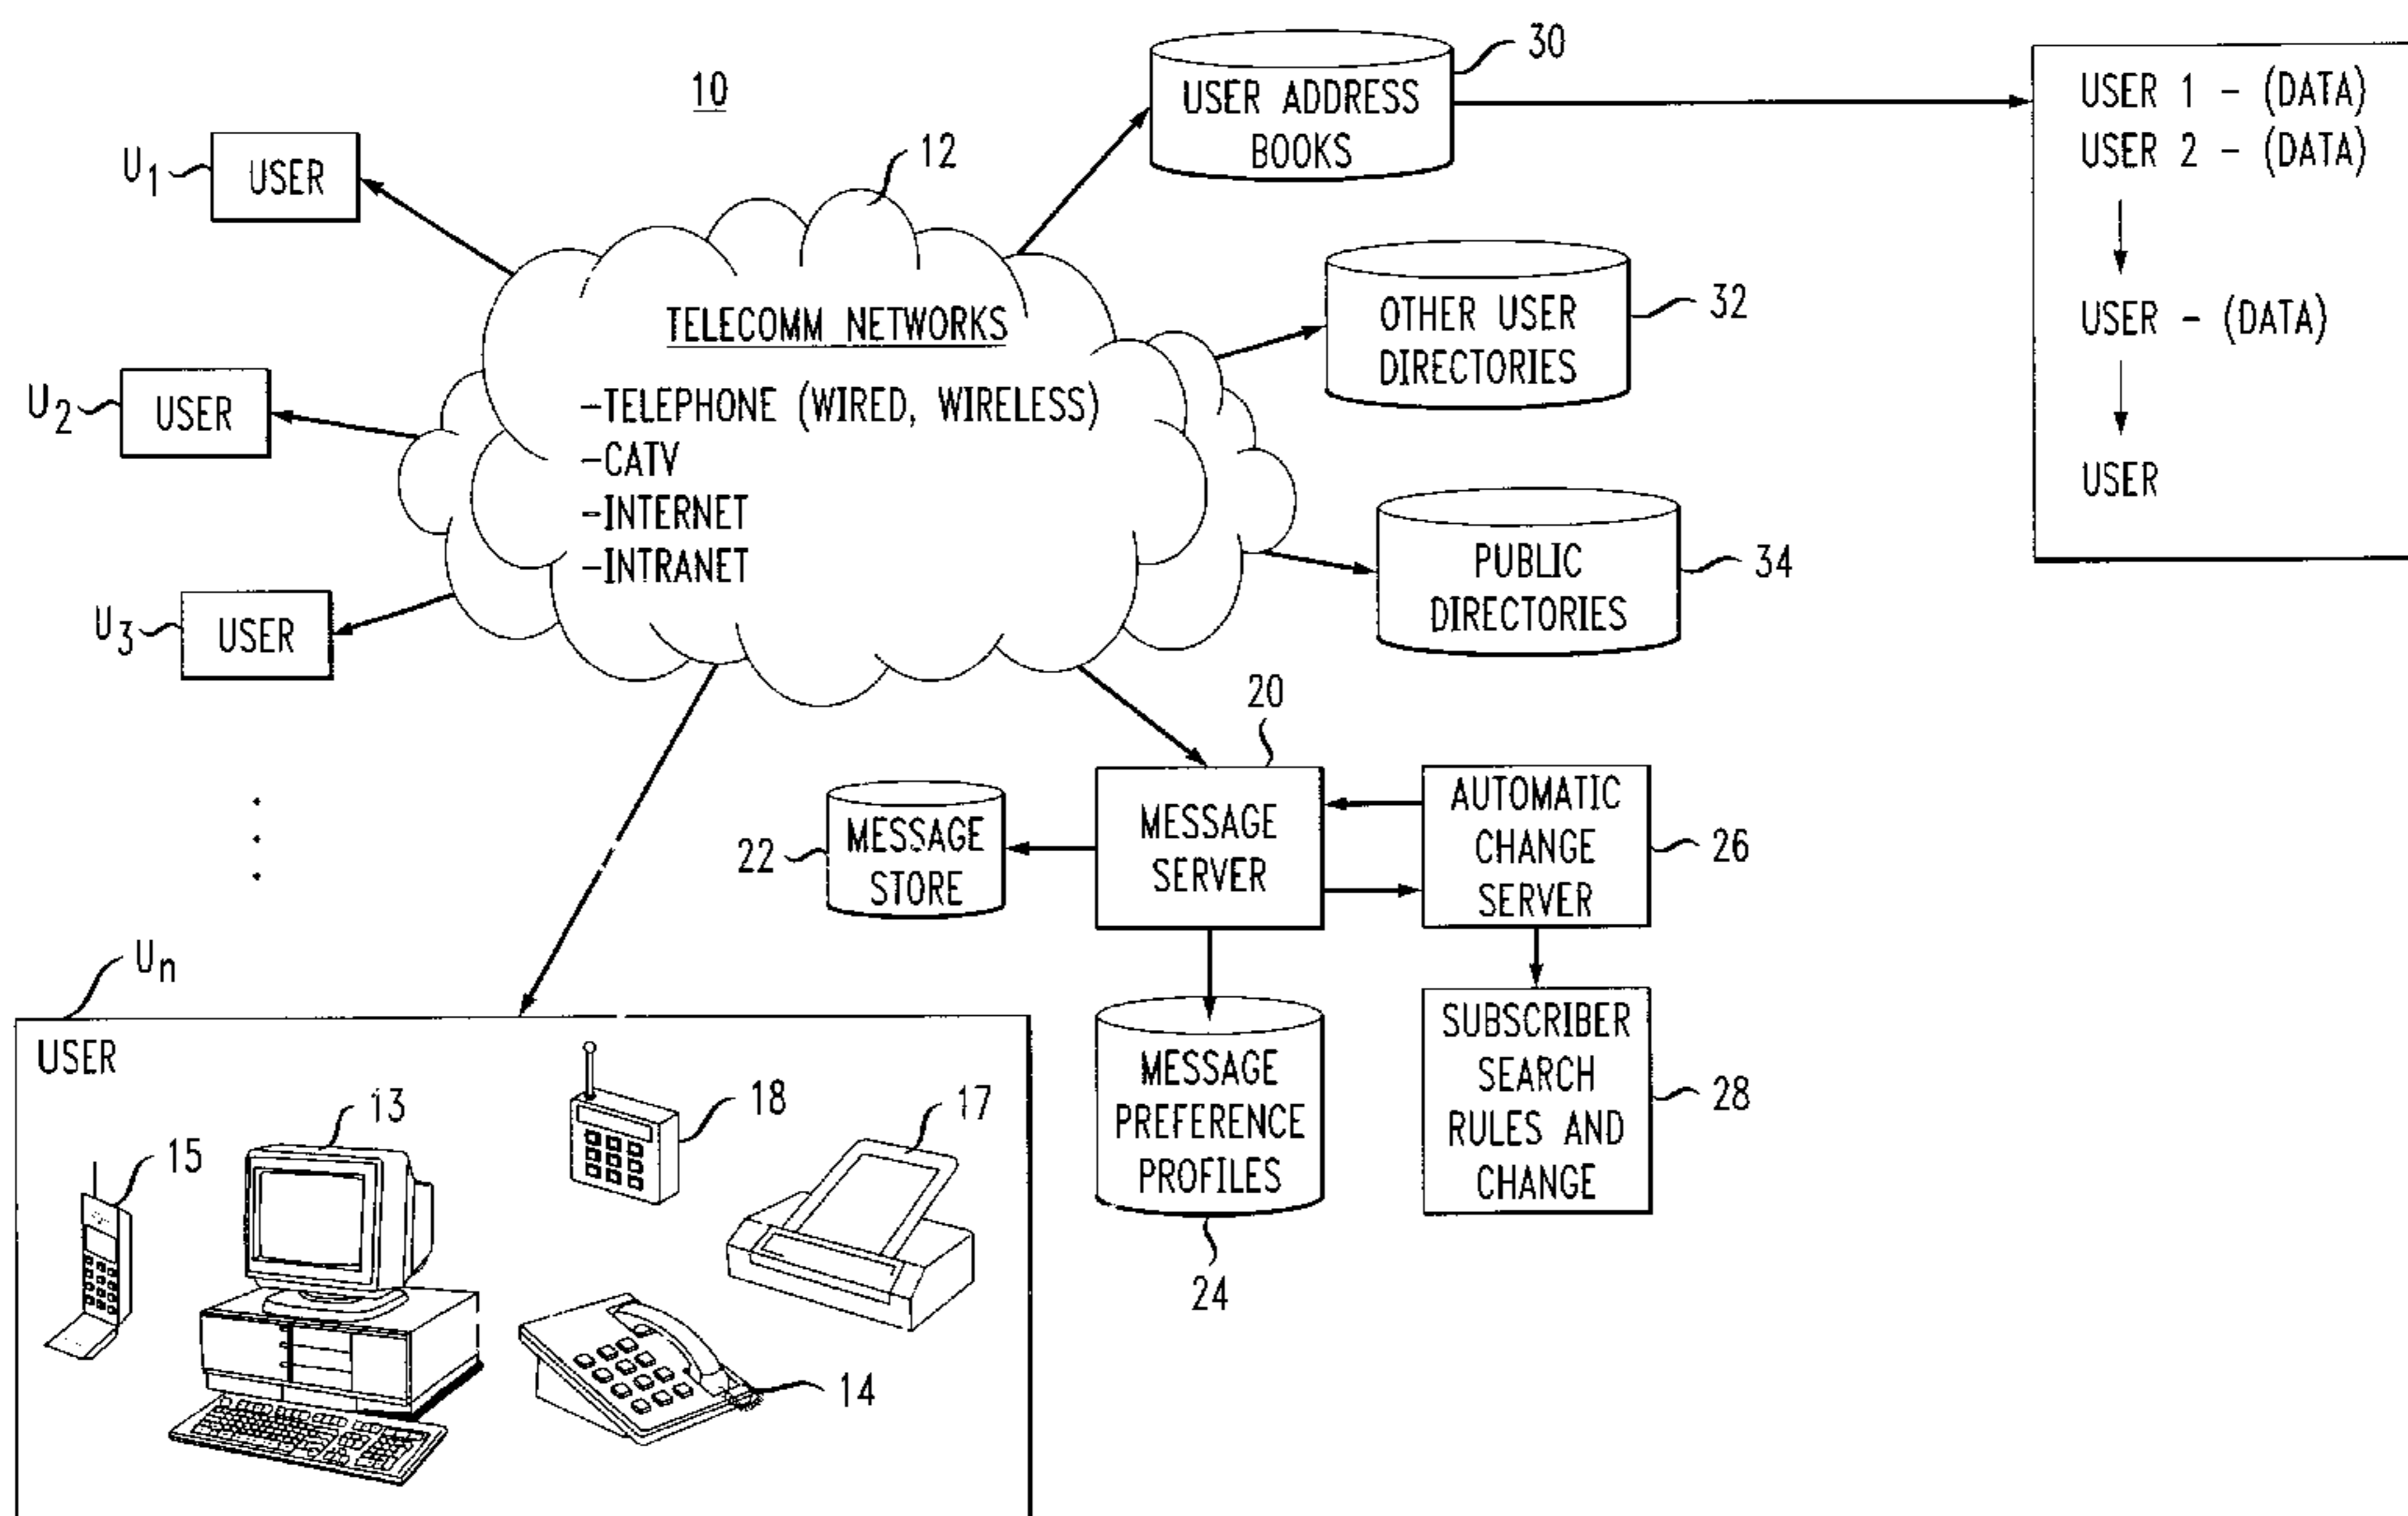 10
12
U1
USER
U2
USER
U3
USER
TELECOMM NETWORKS
-TELEPHONE (WIRED, WIRELESS)
-CATV
-INTERNET
-INTRANET
30
USER ADDRESS
BOOKS
USER 1 - (DATA)
USER 2 - (DATA)
USER - (DATA)
USER
32
OTHER USER
DIRECTORIES
34
PUBLIC
DIRECTORIES
20
MESSAGE
SERVER
22
MESSAGE
STORE
26
AUTOMATIC
CHANGE
SERVER
24
MESSAGE
PREFERENCE
PROFILES
28
SUBSCRIBER
SEARCH
RULES AND
CHANGE
Un
USER
15
13
18
17
14